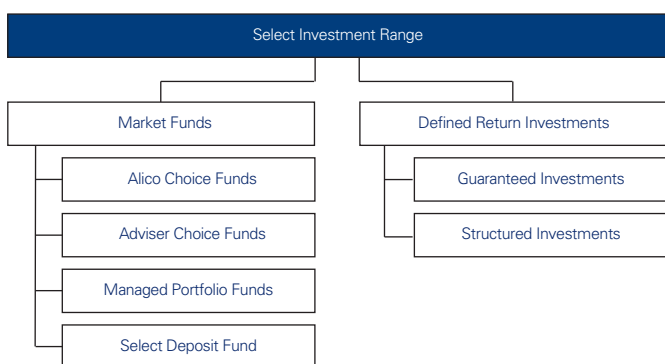 Select Investment Range
Market Funds
Alico Choice Funds
Adviser Choice Funds
Managed Portfolio Funds
Select Deposit Fund
Defined Return Investments
Guaranteed Investments
Structured Investments